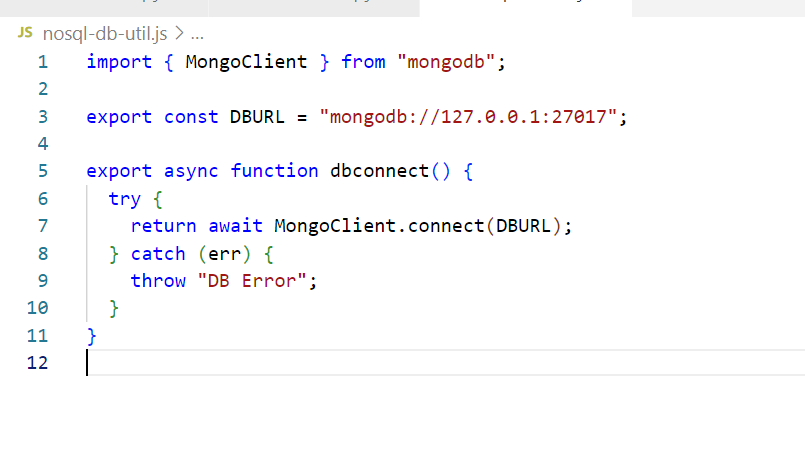 JS nosql-db-util.js > ...
1 import { MongoClient } from "mongodb";
2
3 export const DBURL = "mongodb://127.0.0.1:27017";
4
5 export async function dbconnect() {
6 try {
7 return await MongoClient.connect(DBURL);
8 } catch (err) {
9 throw "DB Error";
10 }
11 }
12